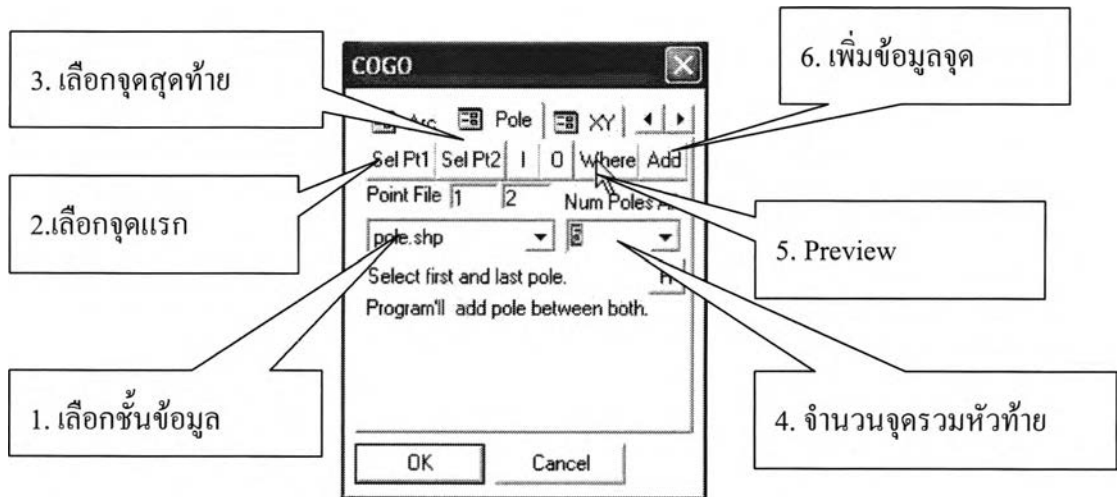 3. เลือกจุดสุดท้าย
6. เพิ่มข้อมูลจุด
COGO
Arc Pole XY
Sel Pt1 Sel Pt2 I O Where Add
Point File 1 2 Num Poles
2.เลือกจุดแรก
pole.shp 5
5. Preview
Select first and last pole.
Program'll add pole between both.
1. เลือกชั้นข้อมูล
4. จำนวนจุดรวมหัวท้าย
OK Cancel